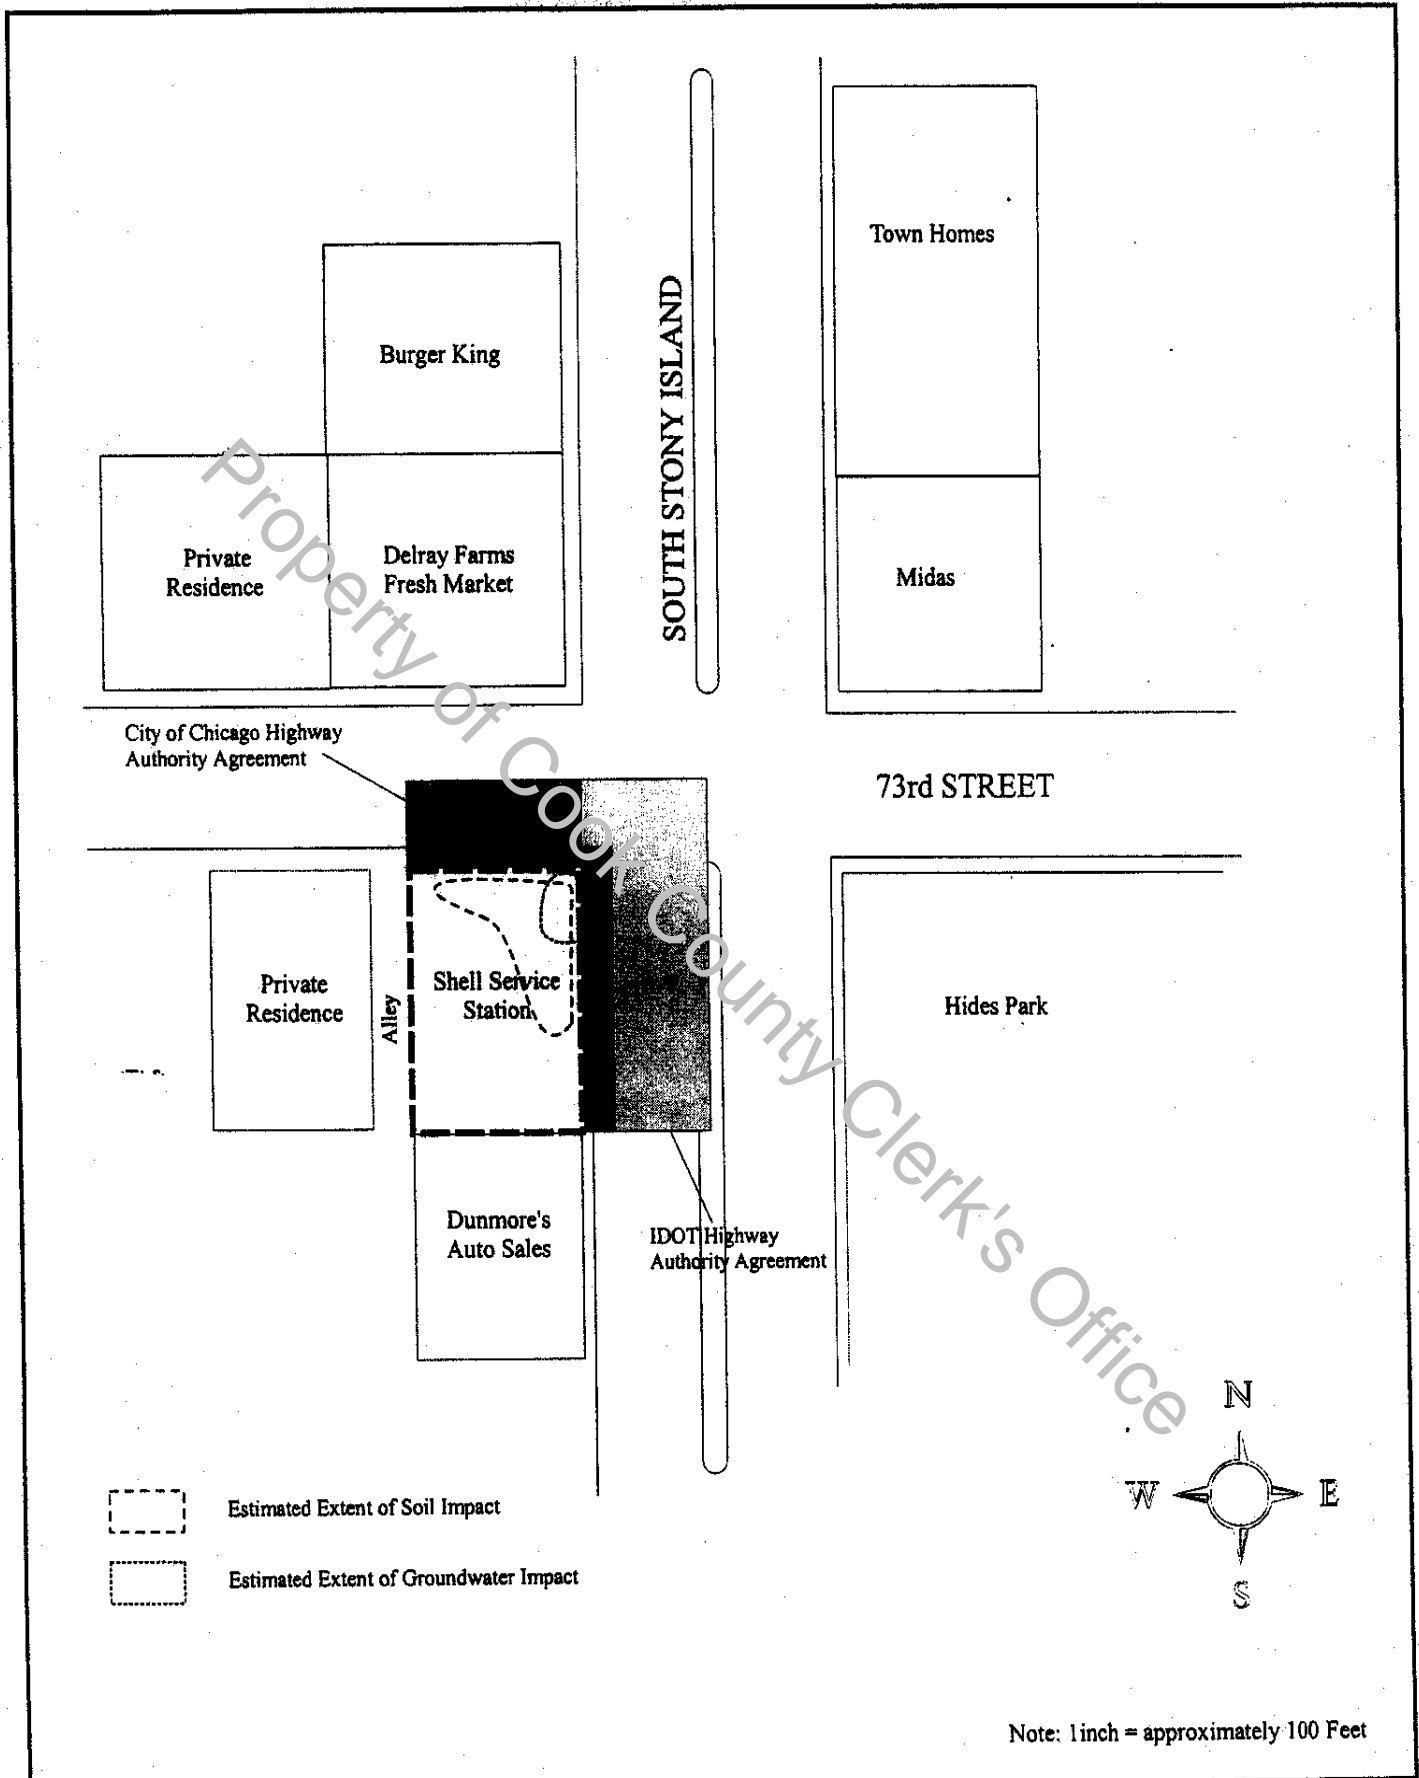 Town Homes
Burger King
SOUTH STONY ISLAND
Private
Residence
Delray Farms
Fresh Market
Midas
City of Chicago Highway
Authority Agreement
73rd STREET
Private
Residence
Alley
Shell Service
Station
Hides Park
Dunmore's
Auto Sales
IDOT Highway
Authority Agreement
Property of Cook County Clerk's Office
N
W
E
S
Estimated Extent of Soil Impact
Estimated Extent of Groundwater Impact
Note: 1inch = approximately 100 Feet